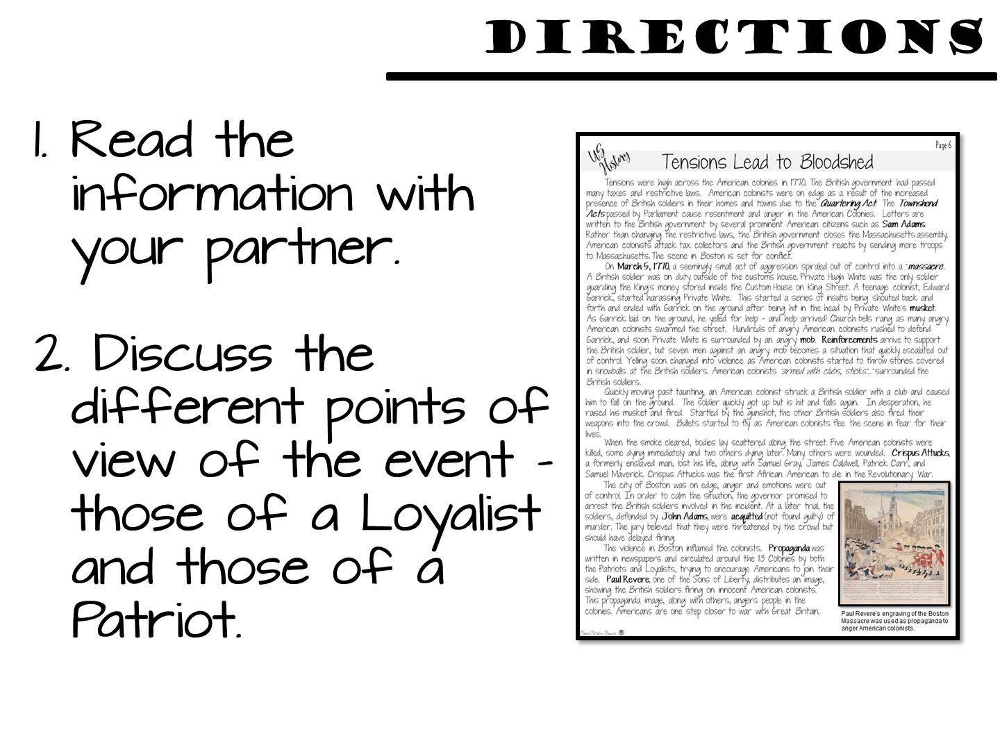 DIRECTIONS
1. Read the
information with
your partner.
2. Discuss the
different points of
view of the event -
those of a Loyalist
and those of a
Patriot.
Page 6
US
History
Tensions Lead to Bloodshed
Tensions were high across the American colonies in 1770. The British government had passed
many taxes and restrictive laws. American colonists were on edge as a result of the increased
presence of British soldiers in their homes and towns due to the Quartering Act. The Townshend
Acts passed by Parliament cause resentment and anger in the American Colonies. Letters are
written to the British government by several prominent American citizens such as Sam Adams.
Rather than changing the restrictive laws, the British government closes the Massachusetts assembly.
American colonists attack tax collectors and the British government reacts by sending more troops
to Massachusetts. The scene in Boston is set for conflict.
On March 5, 1770, a seemingly small act of aggression spiraled out of control into a "massacre.
A British soldier was on duty outside of the customs house. Private Hugh White was the only soldier
guarding the King's money stored inside the Custom House on King Street. A teenage colonist, Edward
Garrick, started harassing Private White. This started a series of insults being shouted back and
forth and ended with Garrick on the ground after being hit in the head by Private White's musket.
As Garrick laid on the ground, he yelled for help - and help arrived! Church bells rang as many angry
American colonists swarmed the street. Hundreds of angry American colonists rushed to defend
Garrick, and soon Private White is surrounded by an angry mob. Reinforcements arrive to support
the British soldier, but seven men against an angry mob becomes a situation that quickly escalated out
of control. Yelling soon changed into violence as American colonists started to throw stones covered
in snowballs at the British soldiers. American colonists "armed with clubs, sticks..." surrounded the
British soldiers.
Quickly moving past taunting, an American colonist struck a British soldier with a club and caused
him to fall on the ground. The soldier quickly got up but is hit and falls again. In desperation, he
raised his musket and fired. Started by the gunshot, the other British soldiers also fired their
weapons into the crowd. Bullets started to fly as American colonists flee the scene in fear for their
lives.
When the smoke cleared, bodies lay scattered along the street. Five American colonists were
killed, some dying immediately and two others dying later. Many others were wounded. Crispus Attucks,
a formerly enslaved man, lost his life, along with Samuel Gray, James Caldwell, Patrick Carr, and
Samuel Maverick. Crispus Attucks was the first African American to die in the Revolutionary War.
The city of Boston was on edge, anger and emotions were out
of control. In order to calm the situation, the governor promised to
arrest the British soldiers involved in the incident. At a later trial, the
soldiers, defended by John Adams, were acquitted (not found guilty) of
murder. The jury believed that they were threatened by the crowd but
should have delayed firing.
The violence in Boston inflamed the colonists. Propaganda was
written in newspapers and circulated around the 13 Colonies by both
the Patriots and Loyalists, trying to encourage Americans to join their
side. Paul Revere, one of the Sons of Liberty, distributes an image,
showing the British soldiers firing on innocent American colonists.
This propaganda image, along with others, angers people in the
colonies. Americans are one step closer to war with Great Britain.
Paul Revere's engraving of the Boston
Massacre was used as propaganda to
anger American colonists.